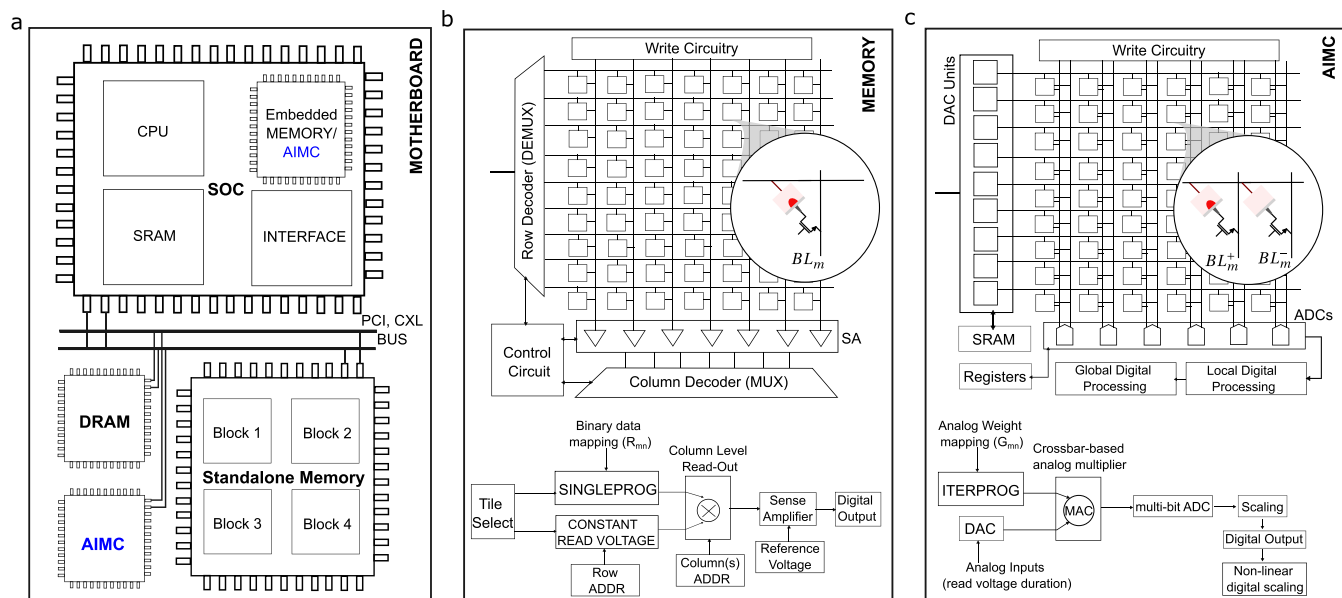 a
MOTHERBOARD
CPU
Embedded
MEMORY/
AIMC
SOC
SRAM
INTERFACE
PCI, CXL
BUS
DRAM
AIMC
Block 1
Block 2
Standalone Memory
Block 3
Block 4
b
MEMORY
Write Circuitry
Row Decoder (DEMUX)
BLm
SA
Control
Circuit
Column Decoder (MUX)
Binary data
mapping (Rmn)
Column Level
Read-Out
Tile
Select
SINGLEPROG
CONSTANT
READ VOLTAGE
Row
ADDR
Column(s)
ADDR
Sense
Amplifier
Reference
Voltage
Digital
Output
c
AIMC
Write Circuitry
DAC Units
BLm+
BLm−
ADCs
SRAM
Registers
Global Digital
Processing
Local Digital
Processing
Analog Weight
mapping (Gmn)
Crossbar-based
analog multiplier
ITERPROG
MAC
DAC
Analog Inputs
(read voltage duration)
multi-bit ADC
Scaling
Digital Output
Non-linear
digital scaling